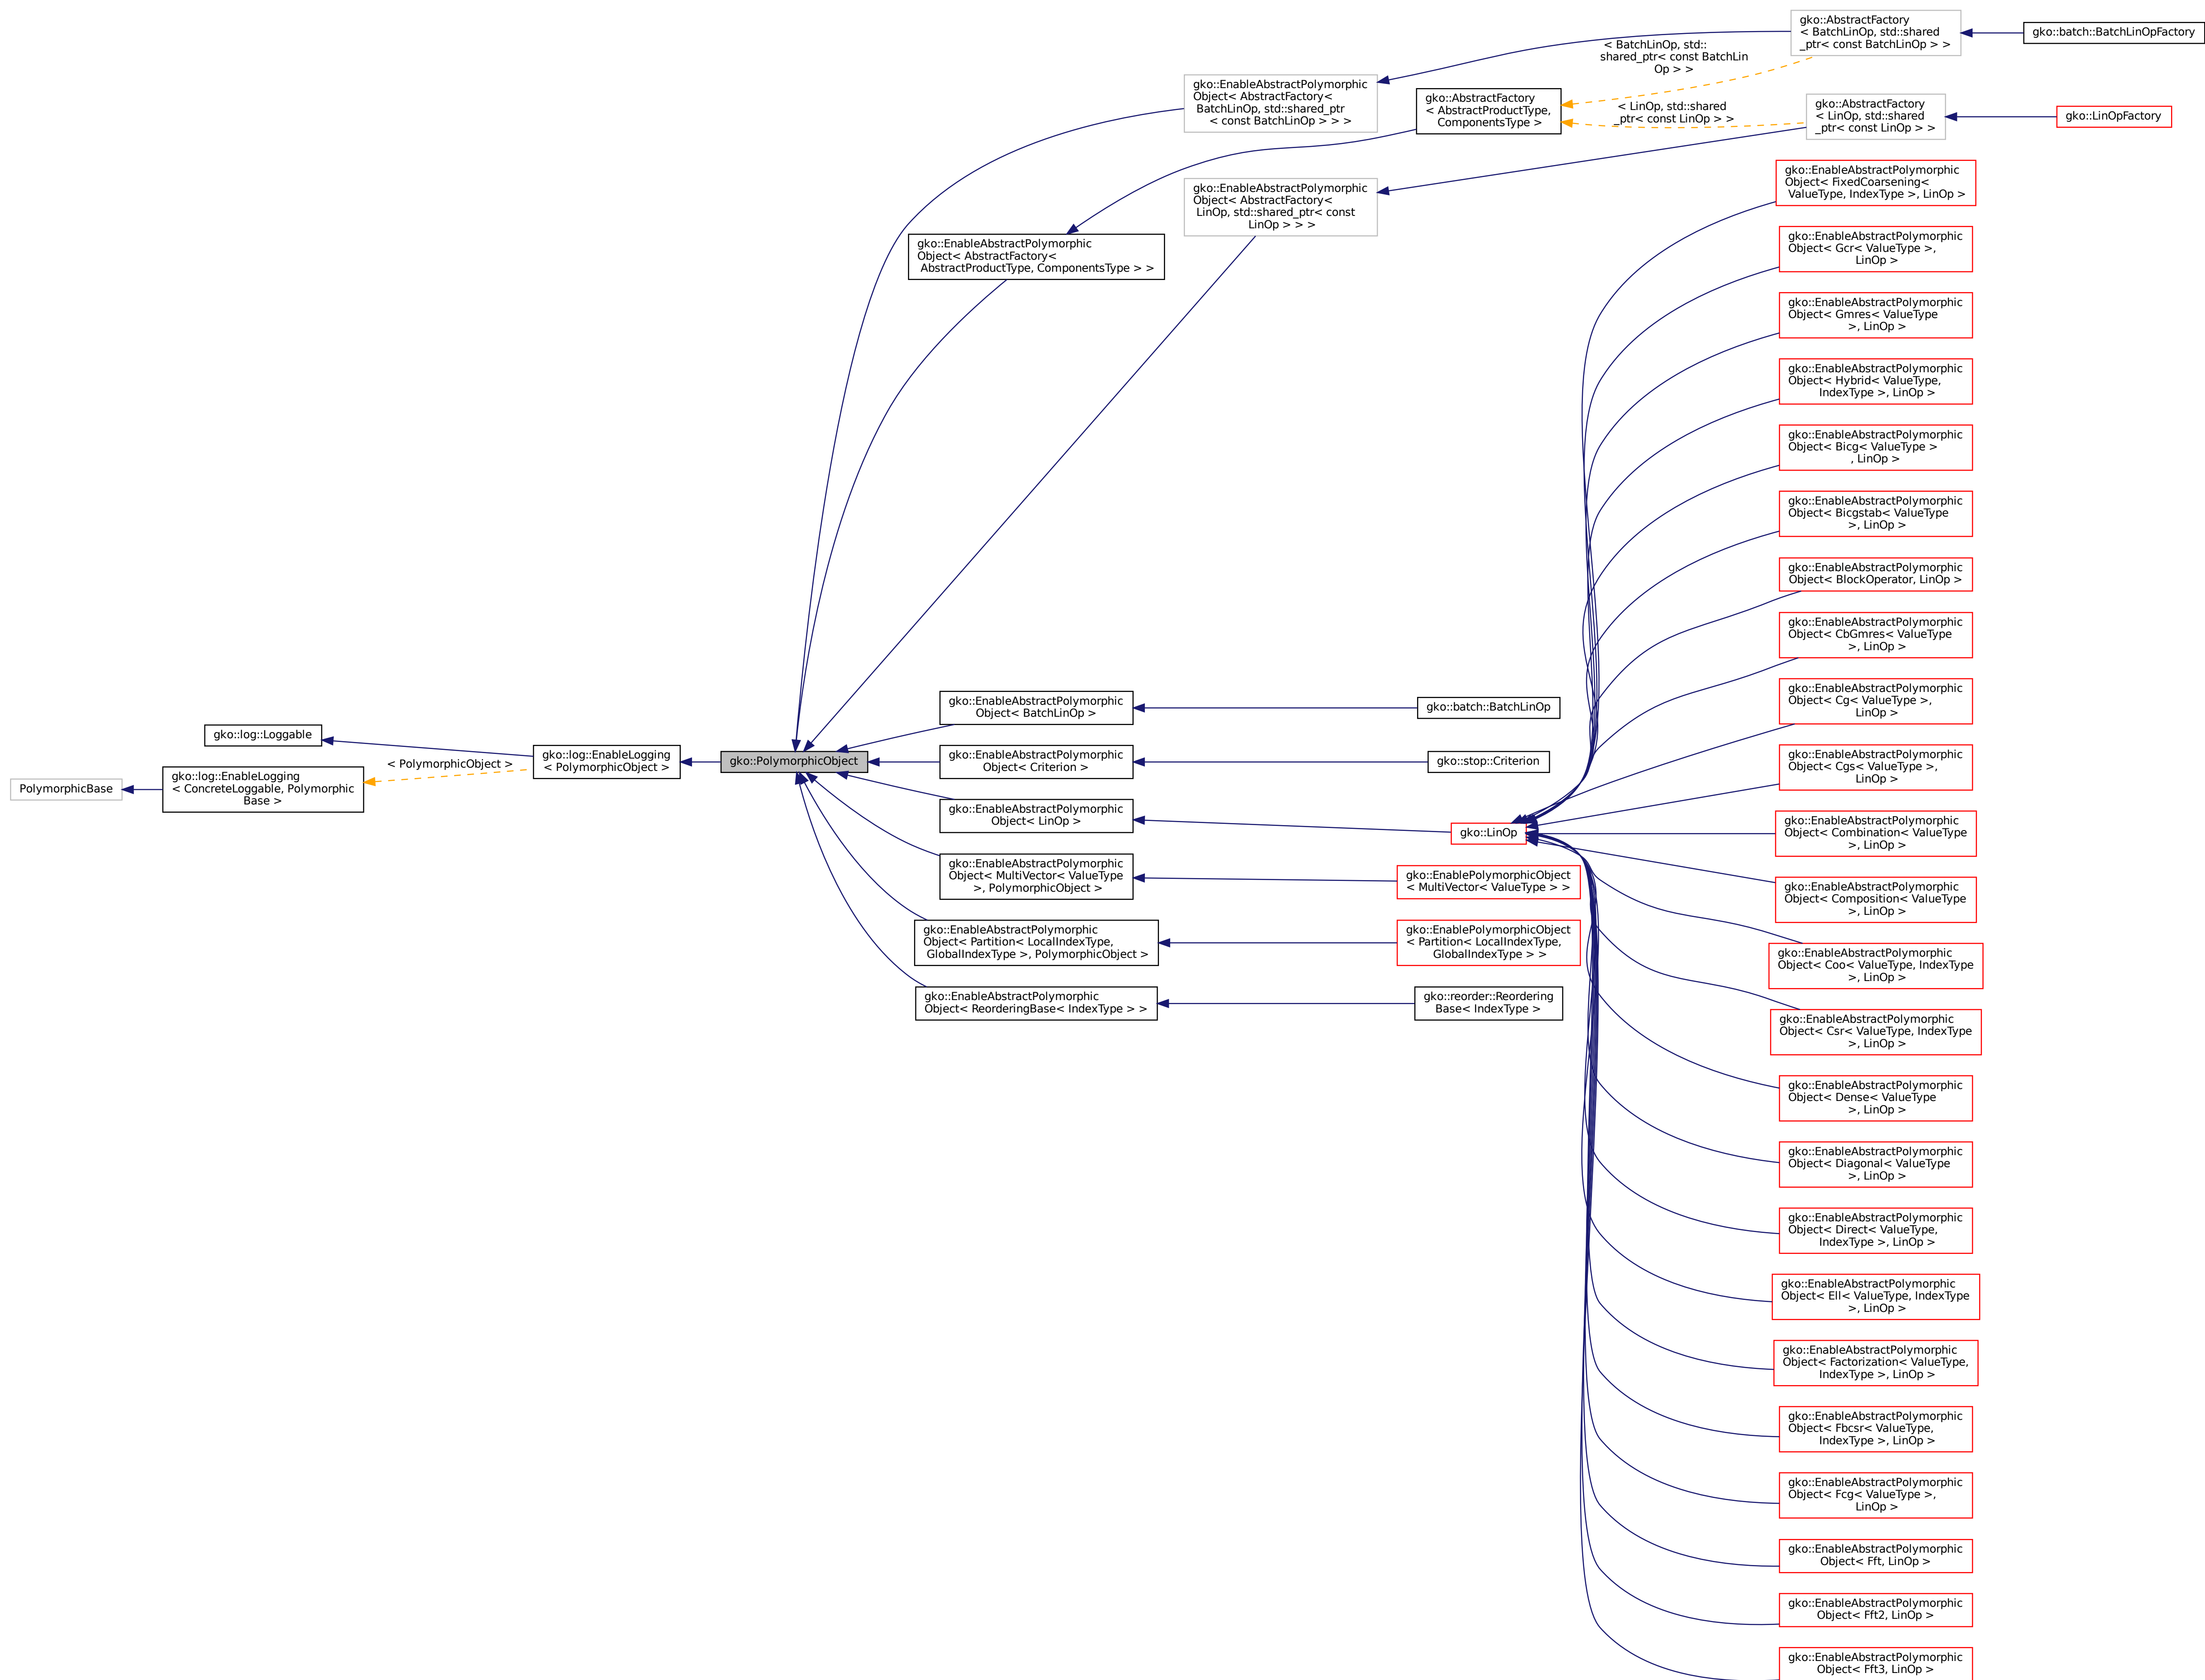 gko::AbstractFactory
< BatchLinOp, std::shared
_ptr< const BatchLinOp > >
gko::batch::BatchLinOpFactory
< BatchLinOp, std::
shared_ptr< const BatchLin
Op > >
gko::EnableAbstractPolymorphic
Object< AbstractFactory<
BatchLinOp, std::shared_ptr
< const BatchLinOp > > >
gko::AbstractFactory
< AbstractProductType,
ComponentsType >
< LinOp, std::shared
_ptr< const LinOp > >
gko::AbstractFactory
< LinOp, std::shared
_ptr< const LinOp > >
gko::LinOpFactory
gko::EnableAbstractPolymorphic
Object< AbstractFactory<
LinOp, std::shared_ptr< const
LinOp > > >
gko::EnableAbstractPolymorphic
Object< AbstractFactory<
AbstractProductType, ComponentsType > >
gko::EnableAbstractPolymorphic
Object< FixedCoarsening<
ValueType, IndexType >, LinOp >
gko::EnableAbstractPolymorphic
Object< Gcr< ValueType >,
LinOp >
gko::EnableAbstractPolymorphic
Object< Gmres< ValueType
>, LinOp >
gko::EnableAbstractPolymorphic
Object< Hybrid< ValueType,
IndexType >, LinOp >
gko::EnableAbstractPolymorphic
Object< Bicg< ValueType >
, LinOp >
gko::EnableAbstractPolymorphic
Object< Bicgstab< ValueType
>, LinOp >
gko::EnableAbstractPolymorphic
Object< BlockOperator, LinOp >
gko::EnableAbstractPolymorphic
Object< CbGmres< ValueType
>, LinOp >
gko::EnableAbstractPolymorphic
Object< Cg< ValueType >,
LinOp >
gko::EnableAbstractPolymorphic
Object< Cgs< ValueType >,
LinOp >
gko::EnableAbstractPolymorphic
Object< Combination< ValueType
>, LinOp >
gko::EnableAbstractPolymorphic
Object< Composition< ValueType
>, LinOp >
gko::EnableAbstractPolymorphic
Object< Coo< ValueType, IndexType
>, LinOp >
gko::EnableAbstractPolymorphic
Object< Csr< ValueType, IndexType
>, LinOp >
gko::EnableAbstractPolymorphic
Object< Dense< ValueType
>, LinOp >
gko::EnableAbstractPolymorphic
Object< Diagonal< ValueType
>, LinOp >
gko::EnableAbstractPolymorphic
Object< Direct< ValueType,
IndexType >, LinOp >
gko::EnableAbstractPolymorphic
Object< Ell< ValueType, IndexType
>, LinOp >
gko::EnableAbstractPolymorphic
Object< Factorization< ValueType,
IndexType >, LinOp >
gko::EnableAbstractPolymorphic
Object< Fbcsr< ValueType,
IndexType >, LinOp >
gko::EnableAbstractPolymorphic
Object< Fcg< ValueType >,
LinOp >
gko::EnableAbstractPolymorphic
Object< Fft, LinOp >
gko::EnableAbstractPolymorphic
Object< Fft2, LinOp >
gko::EnableAbstractPolymorphic
Object< Fft3, LinOp >
gko::EnableAbstractPolymorphic
Object< BatchLinOp >
gko::batch::BatchLinOp
gko::log::Loggable
gko::log::EnableLogging
< PolymorphicObject >
gko::PolymorphicObject
gko::EnableAbstractPolymorphic
Object< Criterion >
gko::stop::Criterion
< PolymorphicObject >
PolymorphicBase
gko::log::EnableLogging
< ConcreteLoggable, Polymorphic
Base >
gko::EnableAbstractPolymorphic
Object< LinOp >
gko::LinOp
gko::EnableAbstractPolymorphic
Object< MultiVector< ValueType
>, PolymorphicObject >
gko::EnablePolymorphicObject
< MultiVector< ValueType > >
gko::EnableAbstractPolymorphic
Object< Partition< LocalIndexType,
GlobalIndexType >, PolymorphicObject >
gko::EnablePolymorphicObject
< Partition< LocalIndexType,
GlobalIndexType > >
gko::EnableAbstractPolymorphic
Object< ReorderingBase< IndexType > >
gko::reorder::Reordering
Base< IndexType >